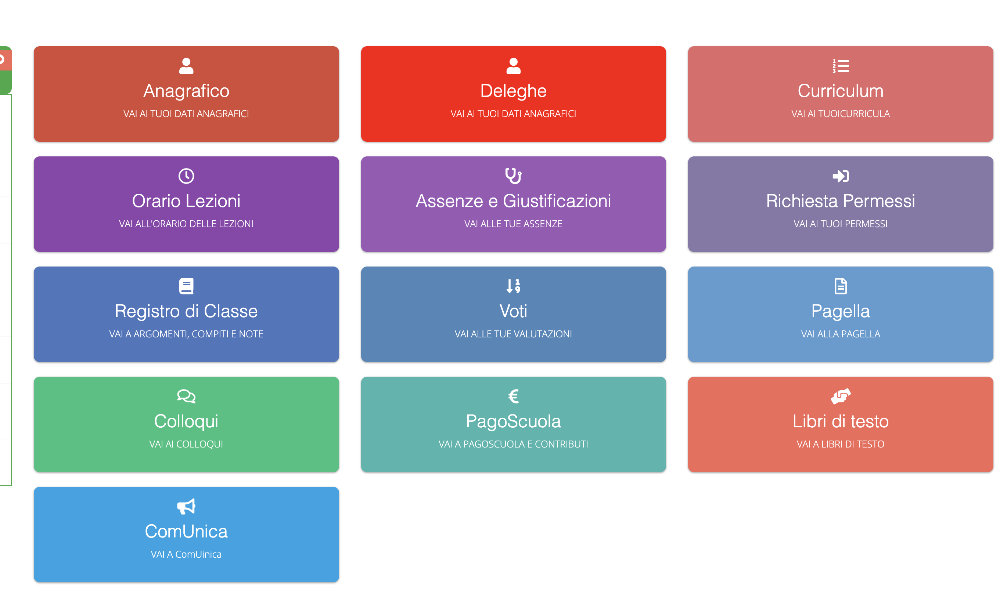 Anagrafico
VAI AI TUOI DATI ANAGRAFICI
Deleghe
VAI AI TUOI DATI ANAGRAFICI
Curriculum
VAI AI TUOICURRICULA
Orario Lezioni
VAI ALL'ORARIO DELLE LEZIONI
Assenze e Giustificazioni
VAI ALLE TUE ASSENZE
Richiesta Permessi
VAI AI TUOI PERMESSI
Registro di Classe
VAI A ARGOMENTI, COMPITI E NOTE
Voti
VAI ALLE TUE VALUTAZIONI
Pagella
VAI ALLA PAGELLA
Colloqui
VAI AI COLLOQUI
PagoScuola
VAI A PAGOSCUOLA E CONTRIBUTI
Libri di testo
VAI A LIBRI DI TESTO
ComUnica
VAI A ComUinica